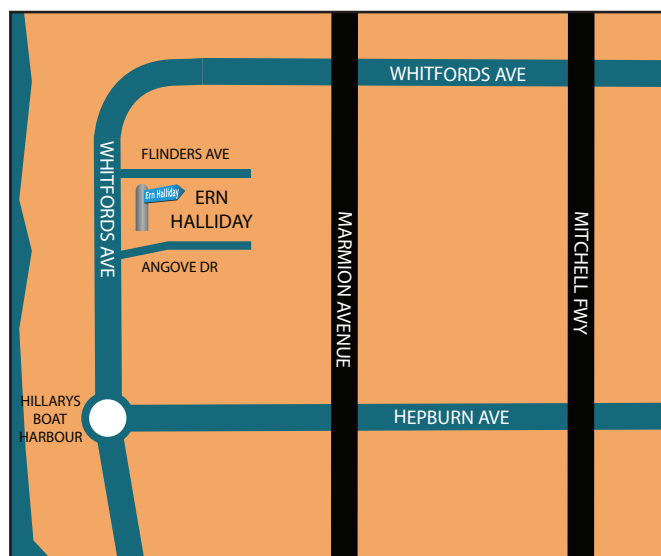 WHITFORDS AVE
FLINDERS AVE
WHITFORDS AVE
Ern Halliday
ERN
HALLIDAY
ANGOVE DR
MARMION AVENUE
MITCHELL FWY
HILLARYS
BOAT
HARBOUR
HEPBURN AVE